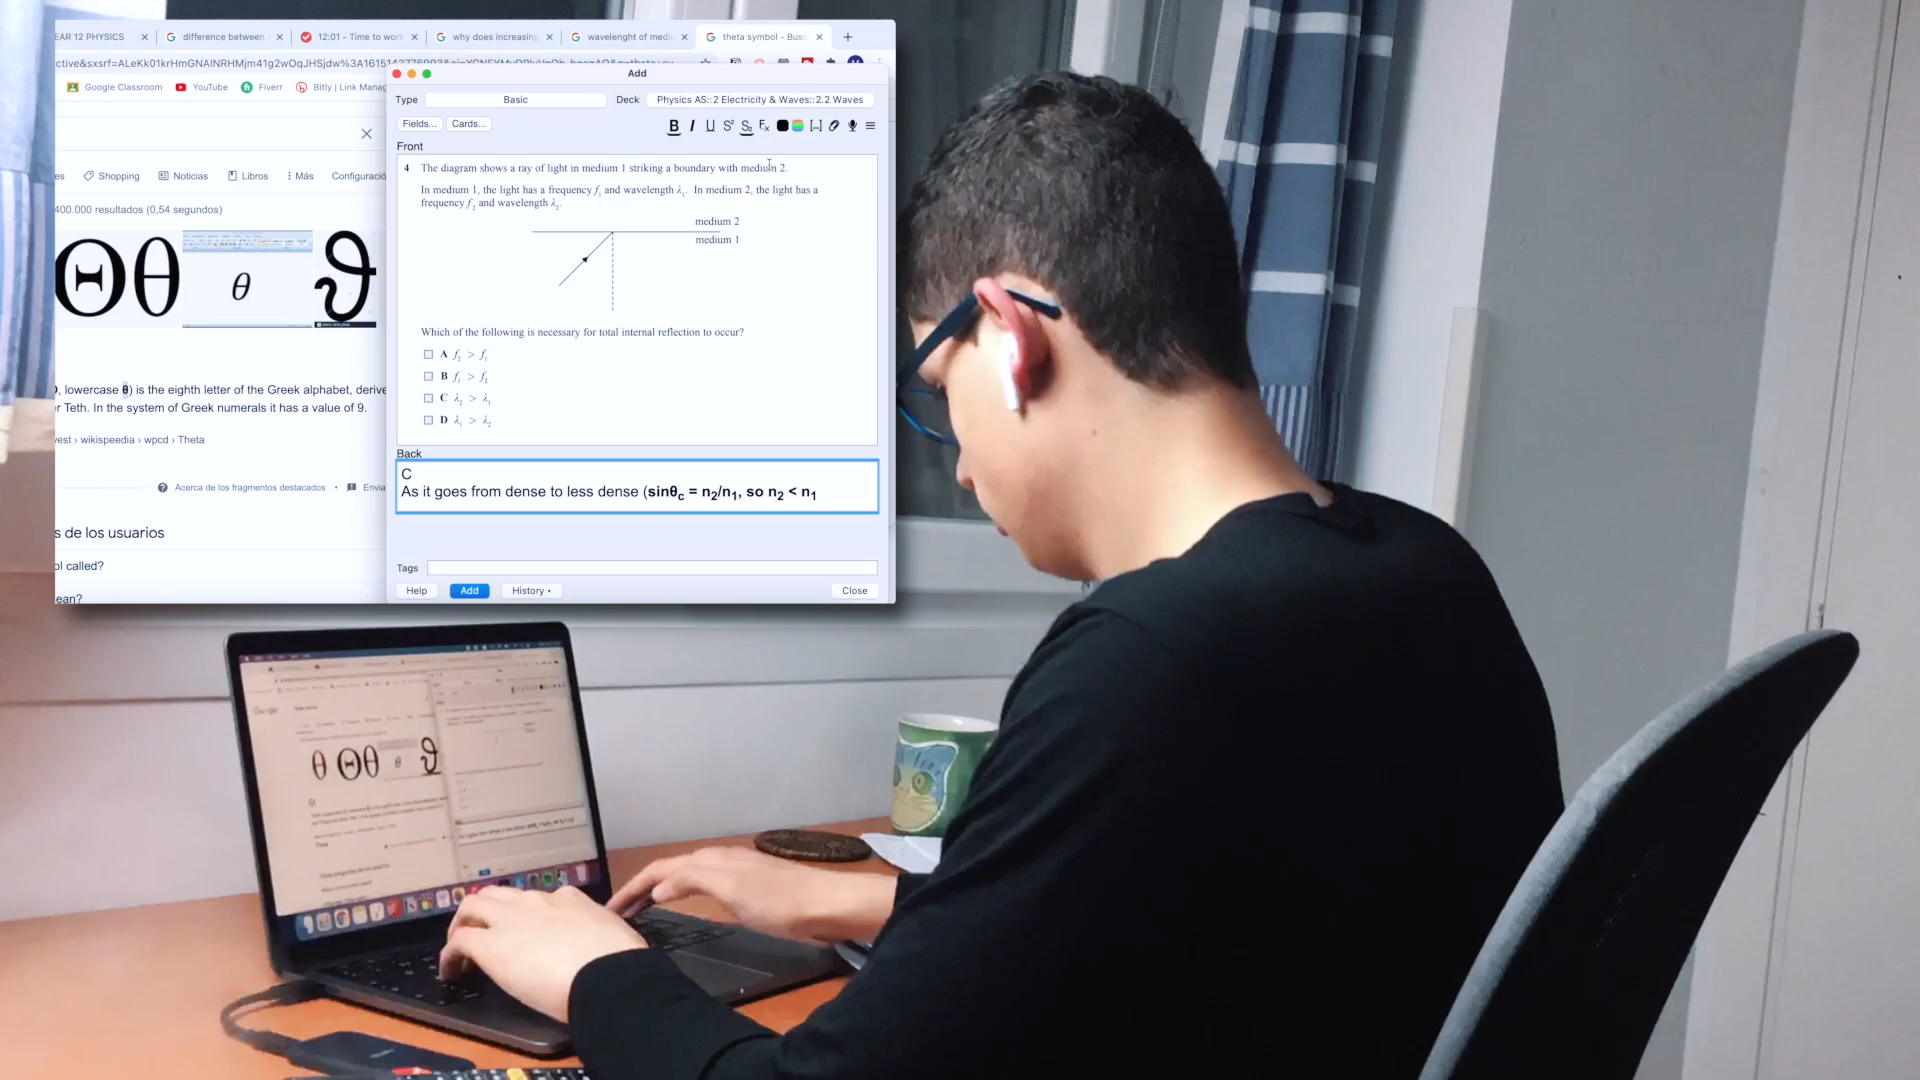 EAR 12 PHYSICS
difference between
12:01 - Time to work
why does increasing
wavelenght of medi
theta symbol - Busc
Google Classroom
YouTube
Fiverr
Bitly | Link Manag
Add
Type
Basic
Deck
Physics AS::2 Electricity & Waves::2.2 Waves
Fields...
Cards...
Front
4 The diagram shows a ray of light in medium 1 striking a boundary with medium 2.
In medium 1, the light has a frequency f₁ and wavelength λ₁. In medium 2, the light has a
frequency f₂ and wavelength λ₂.
medium 2
medium 1
Which of the following is necessary for total internal reflection to occur?
A f₂ > f₁
B f₁ > f₂
C λ₂ > λ₁
D λ₁ > λ₂
Back
C
As it goes from dense to less dense (sinθc = n₂/n₁, so n₂ < n₁
Tags
Help
Add
History
Close
es
Shopping
Noticias
Libros
Más
Configuració
400.000 resultados (0,54 segundos)
Θθ
θ
ϑ
, lowercase θ) is the eighth letter of the Greek alphabet, derive
r Teth. In the system of Greek numerals it has a value of 9.
vest › wikispeedia › wpcd › Theta
Acerca de los fragmentos destacados
Envia
s de los usuarios
ol called?
ean?
Google
θ Θθ θ ϑ